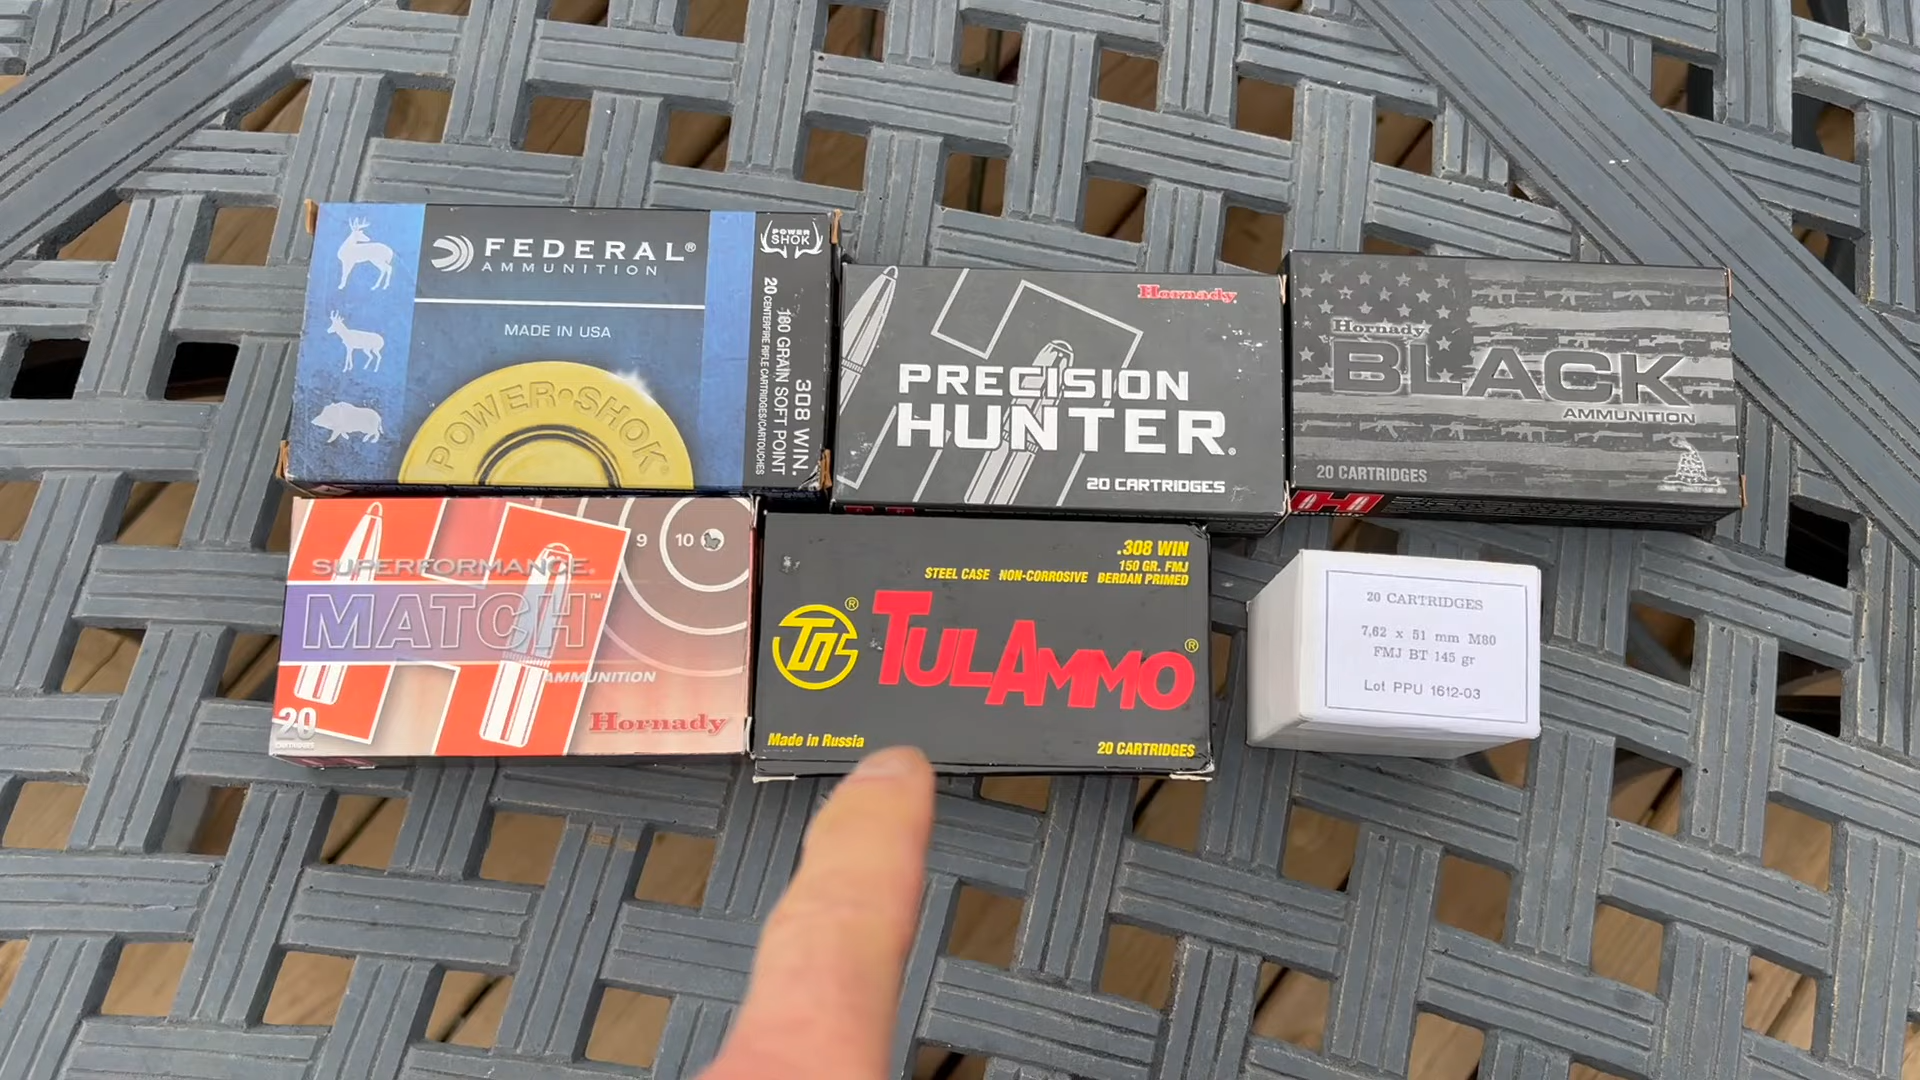 FEDERAL®
AMMUNITION
MADE IN USA
POWER•SHOK®
POWER
SHOK
308 WIN.
180 GRAIN SOFT POINT
20 CENTERFIRE RIFLE CARTRIDGES/CARTOUCHES
Hornady
PRECISION
HUNTER®
20 CARTRIDGES
Hornady
BLACK
AMMUNITION
20 CARTRIDGES
9 10
SUPERFORMANCE®
MATCH™
AMMUNITION
20
CARTRIDGES
Hornady
.308 WIN
150 GR. FMJ
STEEL CASE NON-CORROSIVE BERDAN PRIMED
TULAMMO®
Made in Russia
20 CARTRIDGES
20 CARTRIDGES
7,62 x 51 mm M80
FMJ BT 145 gr
Lot PPU 1612-03